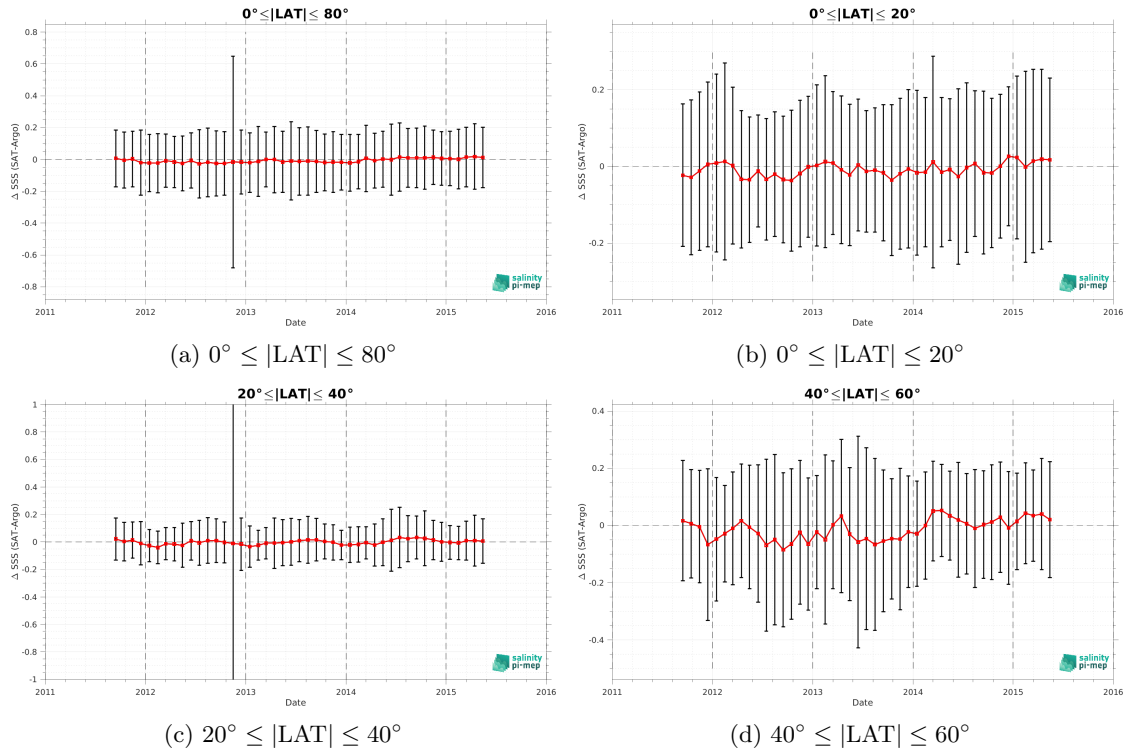 0°≤|LAT|≤ 80°
0.8
0.6
0.4
0.2
0
-0.2
-0.4
-0.6
-0.8
Δ SSS (SAT-Argo)
2011 2012 2013 2014 2015 2016
Date
salinity
pi-mep
(a) 0° ≤ |LAT| ≤ 80°
0°≤|LAT|≤ 20°
0.2
0
-0.2
Δ SSS (SAT-Argo)
2011 2012 2013 2014 2015 2016
Date
salinity
pi-mep
(b) 0° ≤ |LAT| ≤ 20°
20°≤|LAT|≤ 40°
1
0.8
0.6
0.4
0.2
0
-0.2
-0.4
-0.6
-0.8
-1
Δ SSS (SAT-Argo)
2011 2012 2013 2014 2015 2016
Date
salinity
pi-mep
(c) 20° ≤ |LAT| ≤ 40°
40°≤|LAT|≤ 60°
0.4
0.2
0
-0.2
-0.4
Δ SSS (SAT-Argo)
2011 2012 2013 2014 2015 2016
Date
salinity
pi-mep
(d) 40° ≤ |LAT| ≤ 60°